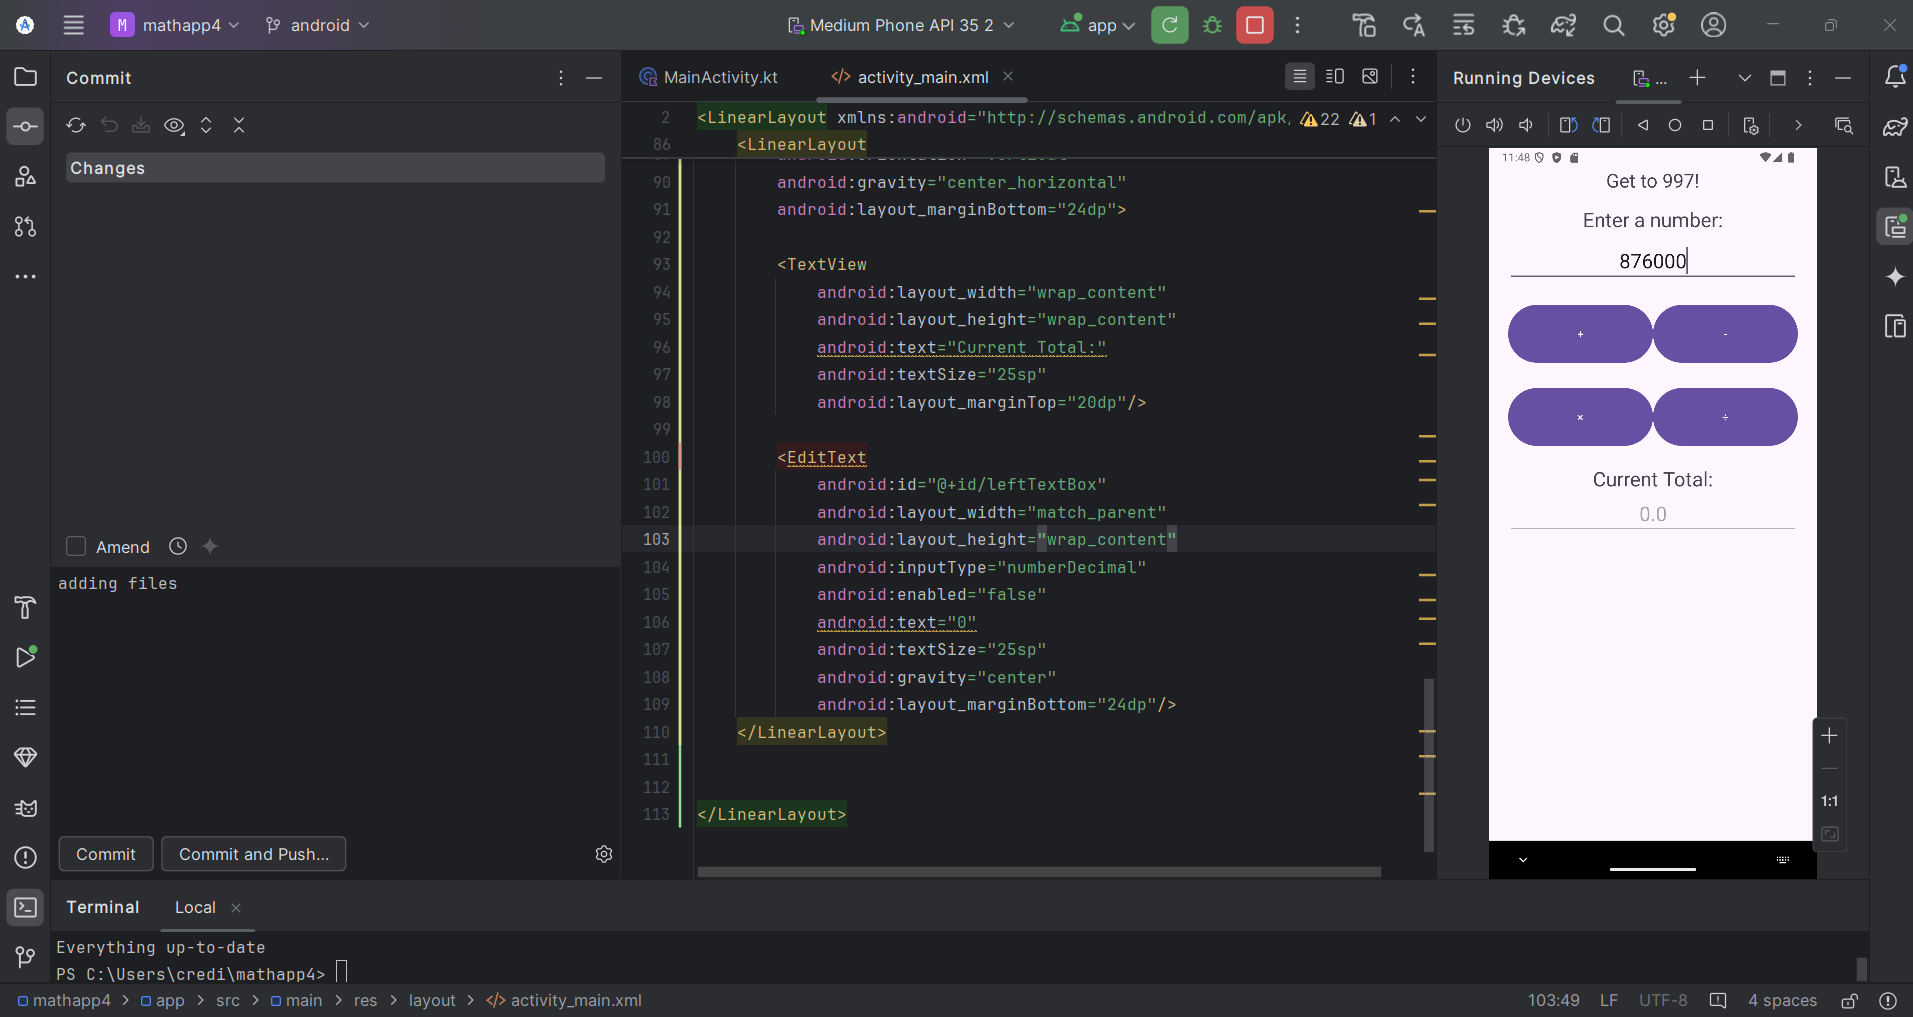 M mathapp4 android Medium Phone API 35 2 app
Commit
Changes
Amend
adding files
Commit Commit and Push...
MainActivity.kt activity_main.xml
2 <LinearLayout xmlns:android="http://schemas.android.com/apk/ 22 1
86 <LinearLayout
90 android:gravity="center_horizontal"
91 android:layout_marginBottom="24dp">
92
93 <TextView
94 android:layout_width="wrap_content"
95 android:layout_height="wrap_content"
96 android:text="Current Total:"
97 android:textSize="25sp"
98 android:layout_marginTop="20dp"/>
99
100 <EditText
101 android:id="@+id/leftTextBox"
102 android:layout_width="match_parent"
103 android:layout_height="wrap_content"
104 android:inputType="numberDecimal"
105 android:enabled="false"
106 android:text="0"
107 android:textSize="25sp"
108 android:gravity="center"
109 android:layout_marginBottom="24dp"/>
110 </LinearLayout>
111
112
113 </LinearLayout>
Running Devices ...
11:48
Get to 997!
Enter a number:
876000
+ -
× ÷
Current Total:
0.0
1:1
Terminal Local
Everything up-to-date
PS C:\Users\credi\mathapp4>
mathapp4 > app > src > main > res > layout > activity_main.xml
103:49 LF UTF-8 4 spaces